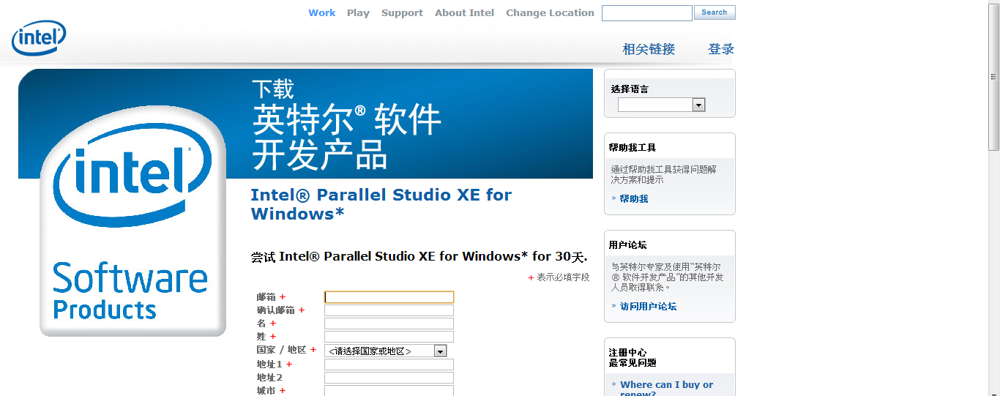 Work Play Support About Intel Change Location Search
intel
相关链接 登录
下载
英特尔® 软件
开发产品
intel
Software
Products
Intel® Parallel Studio XE for
Windows*
尝试 Intel® Parallel Studio XE for Windows* for 30天.
+ 表示必填字段
邮箱 +
确认邮箱 +
名 +
姓 +
国家 / 地区 + <请选择国家或地区>
地址1 +
地址2
城市 +
选择语言
帮助我工具
通过帮助我工具获得问题解
决方案和提示
» 帮助我
用户论坛
与英特尔专家及使用“英特尔
® 软件开发产品”的其他开发
人员取得联系。
» 访问用户论坛
注册中心
最常见问题
» Where can I buy or
renew?